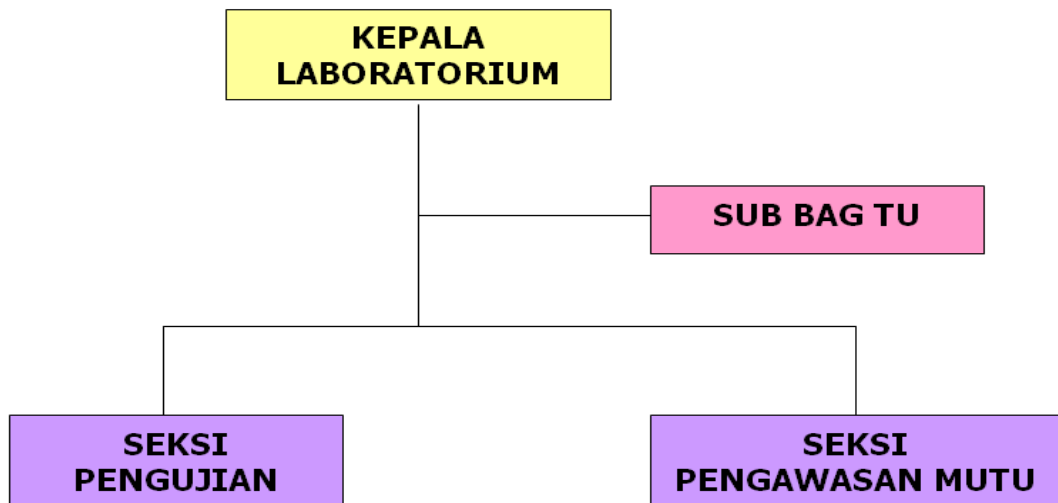 KEPALA
LABORATORIUM
SUB BAG TU
SEKSI
PENGUJIAN
SEKSI
PENGAWASAN MUTU